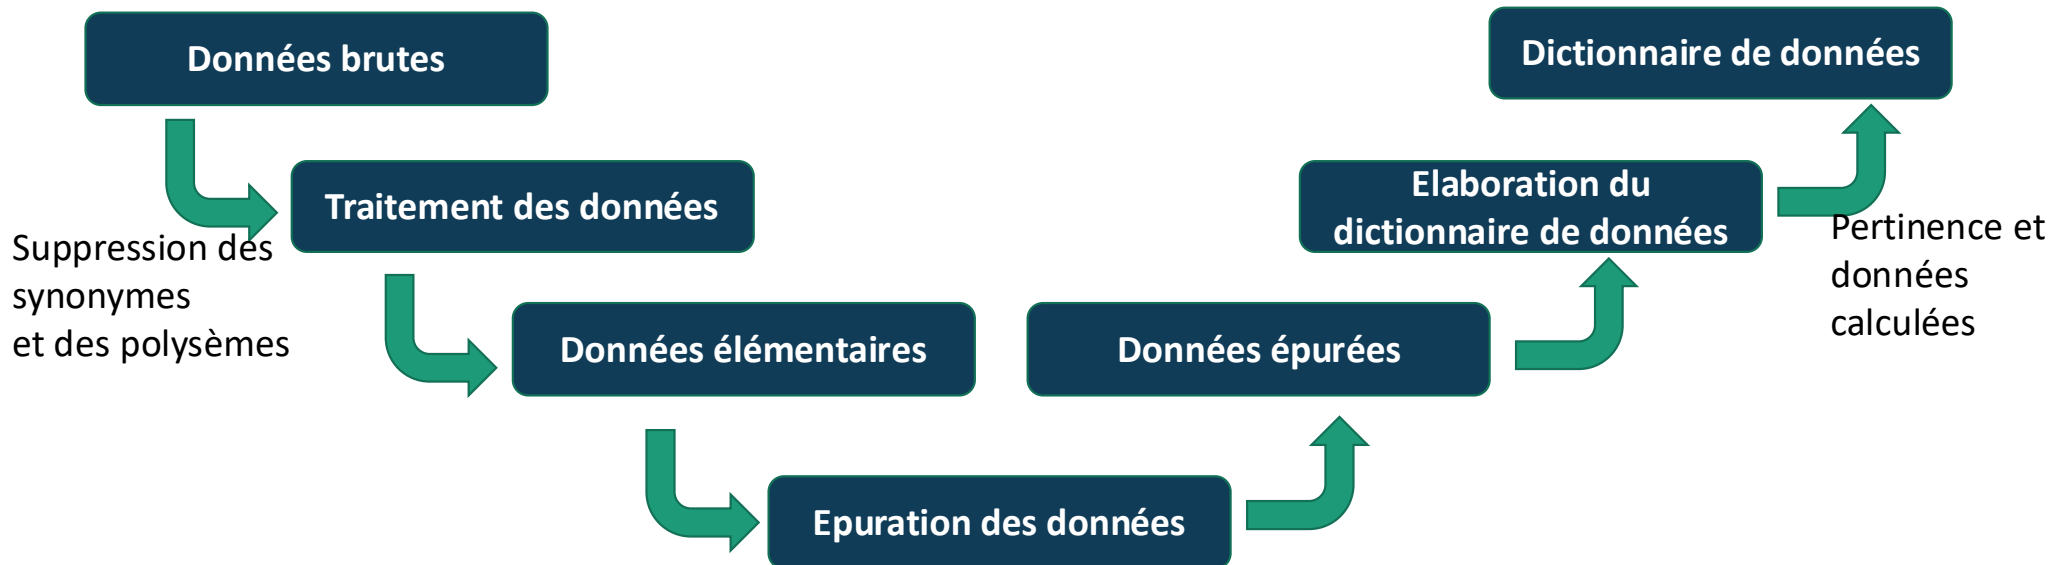 Données brutes
Dictionnaire de données
Traitement des données
Elaboration du
dictionnaire de données
Suppression des
synonymes
et des polysèmes
Pertinence et
données
calculées
Données élémentaires
Données épurées
Epuration des données